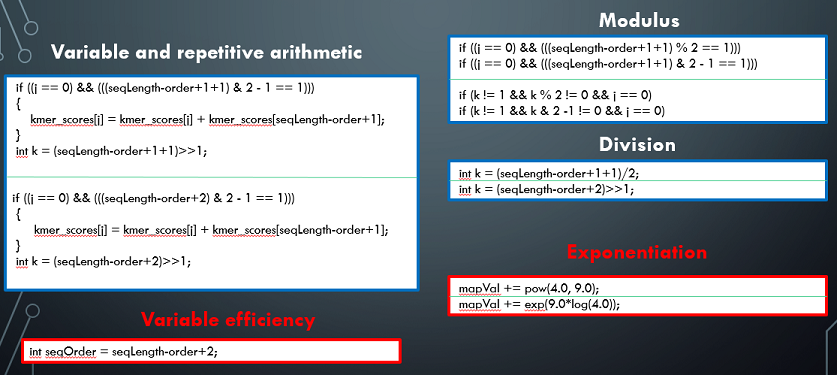 Variable and repetitive arithmetic
if ((j == 0) && (((seqLength-order+1+1) & 2 - 1 == 1)))
{
kmer_scores[j] = kmer_scores[j] + kmer_scores[seqLength-order+1];
}
int k = (seqLength-order+1+1)>>1;
if ((j == 0) && (((seqLength-order+2) & 2 - 1 == 1)))
{
kmer_scores[j] = kmer_scores[j] + kmer_scores[seqLength-order+1];
}
int k = (seqLength-order+2)>>1;
Variable efficiency
int seqOrder = seqLength-order+2;
Modulus
if ((j == 0) && (((seqLength-order+1+1) % 2 == 1)))
if ((j == 0) && (((seqLength-order+1+1) & 2 - 1 == 1)))
if (k != 1 && k % 2 != 0 && j == 0)
if (k != 1 && k & 2 -1 != 0 && j == 0)
Division
int k = (seqLength-order+1+1)/2;
int k = (seqLength-order+2)>>1;
Exponentiation
mapVal += pow(4.0, 9.0);
mapVal += exp(9.0*log(4.0));